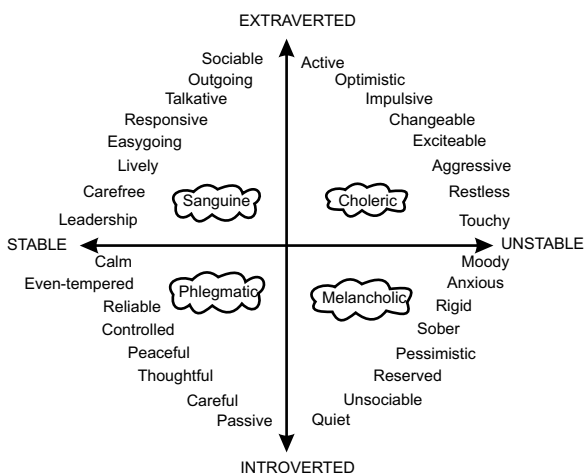 EXTRAVERTED
Sociable
Active
Outgoing
Optimistic
Talkative
Impulsive
Responsive
Changeable
Easygoing
Exciteable
Lively
Aggressive
Carefree
Sanguine
Choleric
Restless
Leadership
Touchy
STABLE
UNSTABLE
Calm
Moody
Even-tempered
Phlegmatic
Melancholic
Anxious
Reliable
Rigid
Controlled
Sober
Peaceful
Pessimistic
Thoughtful
Reserved
Careful
Unsociable
Passive
Quiet
INTROVERTED